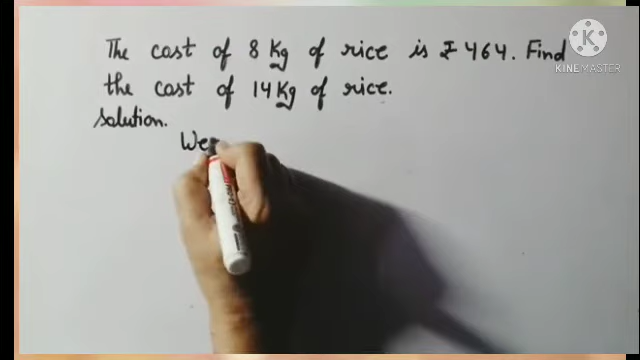 The cost of 8 Kg of rice is ₹ 464. Find
the cost of 14 Kg of rice.
Solution.
We
K
KINEMASTER